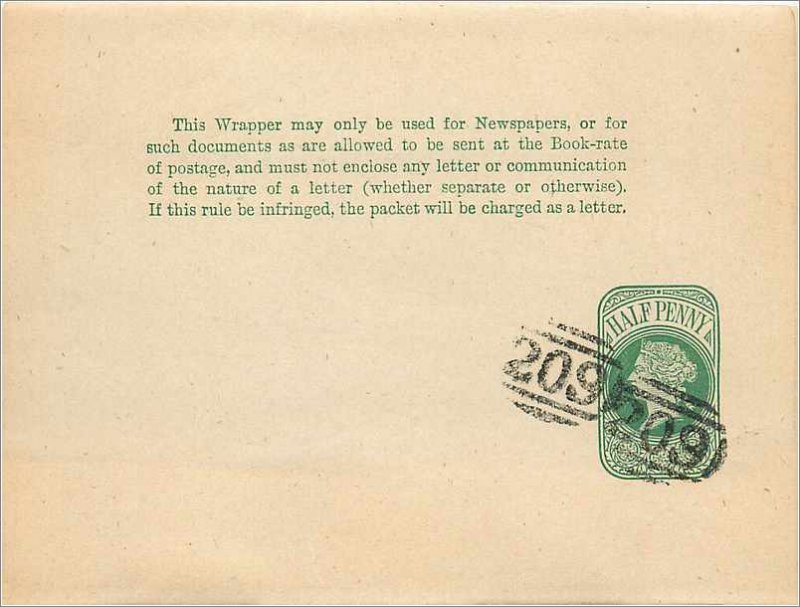 This Wrapper may only be used for Newspapers, or for
such documents as are allowed to be sent at the Book-rate
of postage, and must not enclose any letter or communication
of the nature of a letter (whether separate or otherwise).
If this rule be infringed, the packet will be charged as a letter.
HALF PENNY
209